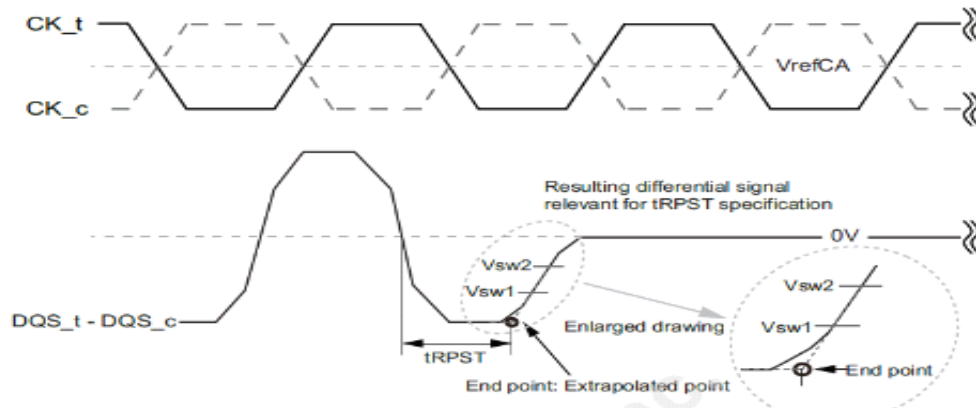 CK_t
VrefCA
CK_c
Resulting differential signal
relevant for tRPST specification
0V
Vsw2
Vsw1
DQS_t - DQS_c
Enlarged drawing
tRPST
End point: Extrapolated point
Vsw2
Vsw1
End point